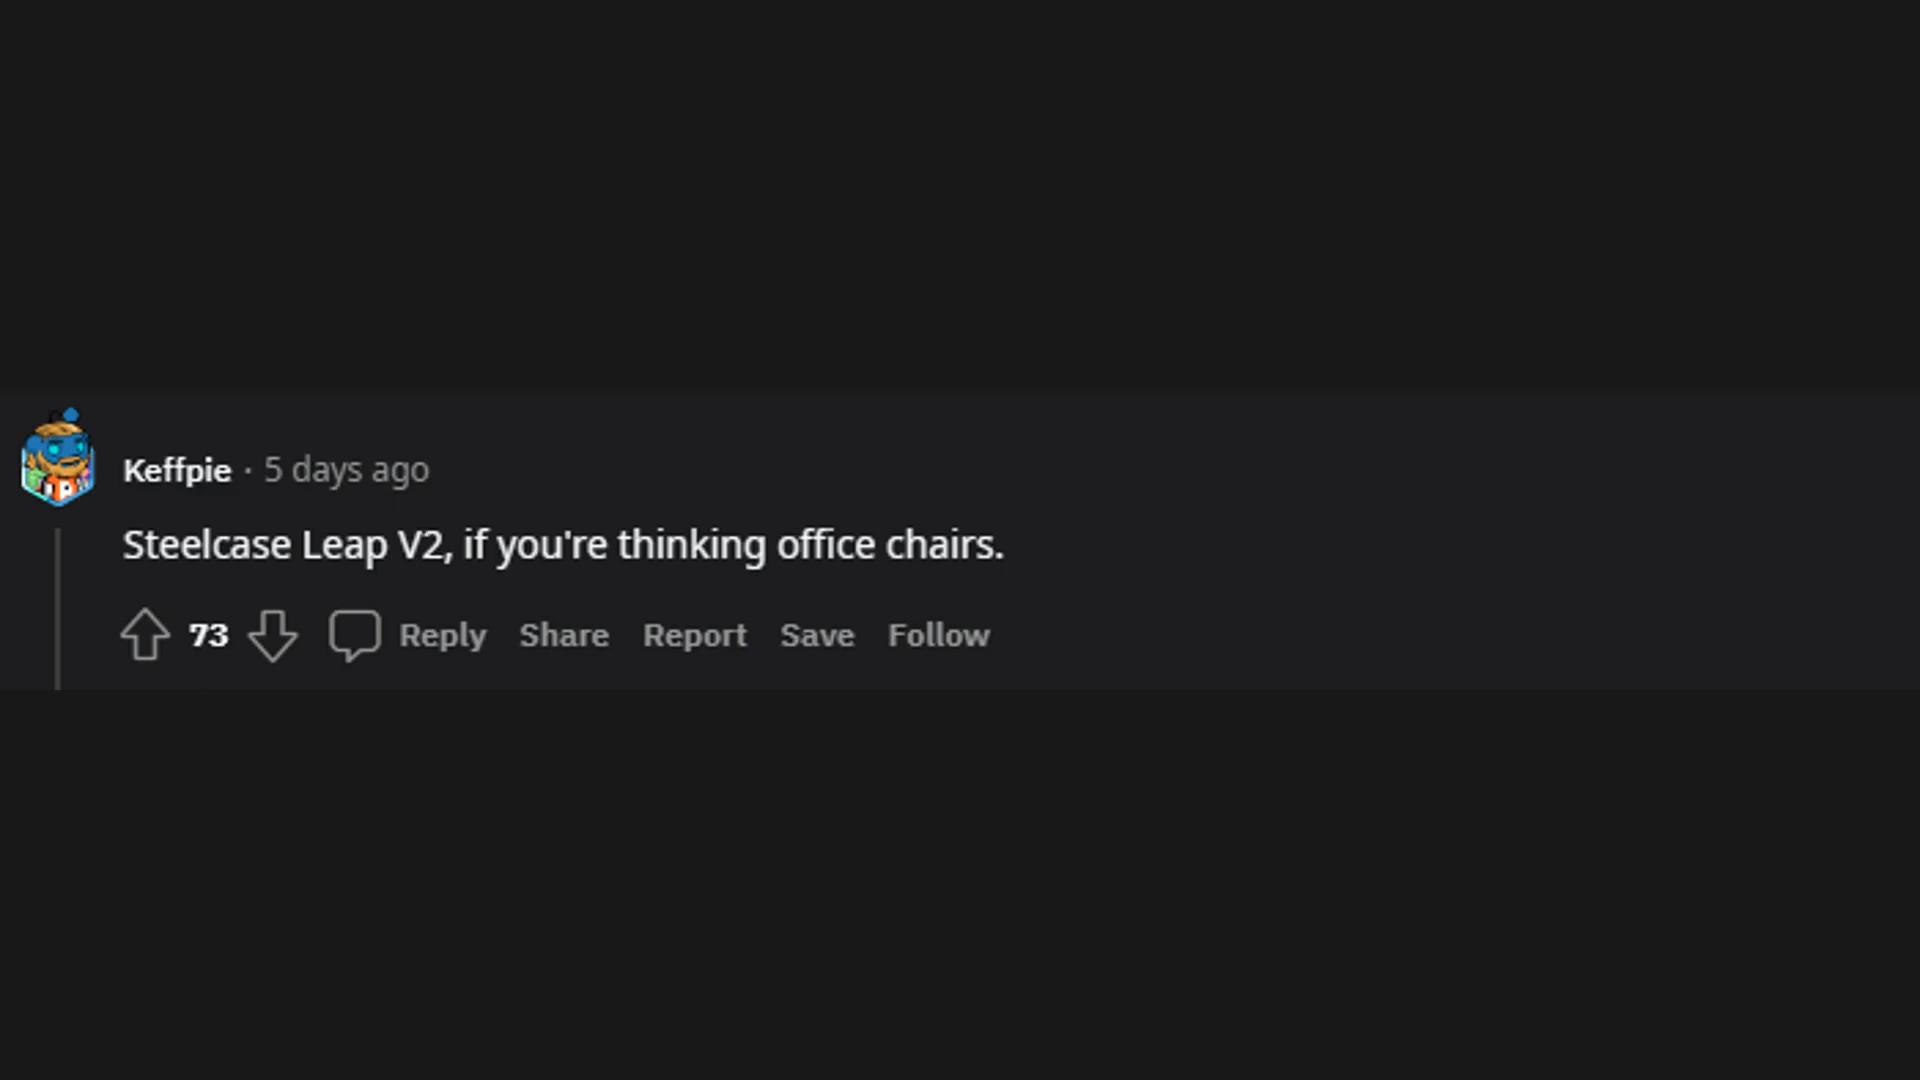 Keffpie · 5 days ago
Steelcase Leap V2, if you're thinking office chairs.
73 Reply Share Report Save Follow